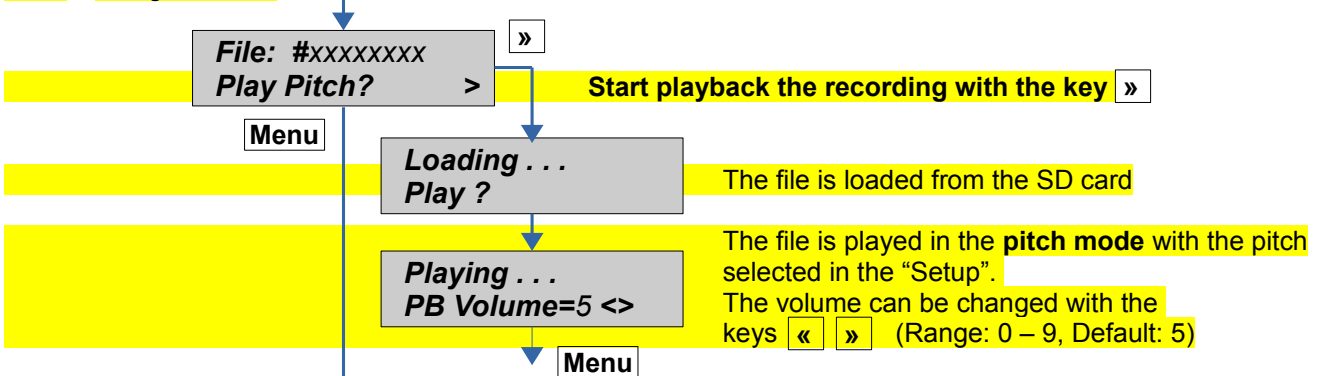 »
File: #xxxxxxxx
Play Pitch? >
Start playback the recording with the key »
Menu
Loading . . .
Play ?
The file is loaded from the SD card
Playing . . .
PB Volume=5 <>
The file is played in the pitch mode with the pitch
selected in the “Setup”.
The volume can be changed with the
keys « » (Range: 0 – 9, Default: 5)
Menu